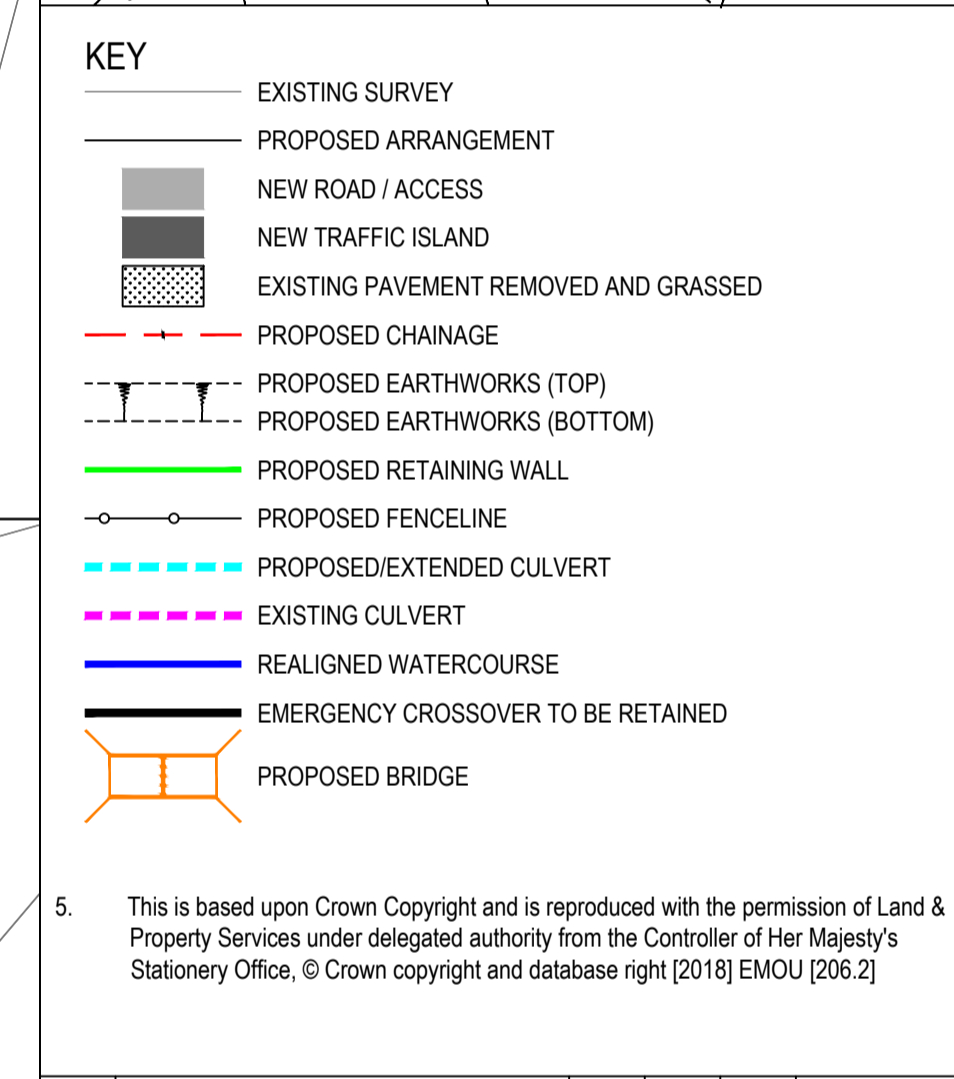 KEY
EXISTING SURVEY
PROPOSED ARRANGEMENT
NEW ROAD / ACCESS
NEW TRAFFIC ISLAND
EXISTING PAVEMENT REMOVED AND GRASSED
PROPOSED CHAINAGE
PROPOSED EARTHWORKS (TOP)
PROPOSED EARTHWORKS (BOTTOM)
PROPOSED RETAINING WALL
PROPOSED FENCELINE
PROPOSED/EXTENDED CULVERT
EXISTING CULVERT
REALIGNED WATERCOURSE
EMERGENCY CROSSOVER TO BE RETAINED
PROPOSED BRIDGE
5. This is based upon Crown Copyright and is reproduced with the permission of Land &
Property Services under delegated authority from the Controller of Her Majesty's
Stationery Office, © Crown copyright and database right [2018] EMOU [206.2]